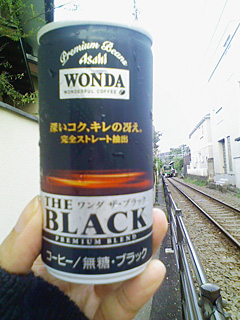 Premium Beans
Asahi
WONDA
WONDERFUL COFFEE
深いコク、キレの冴え。
完全ストレート抽出
THE ワンダ ザ・ブラック
BLACK
PREMIUM BLEND
コーヒー/無糖・ブラック